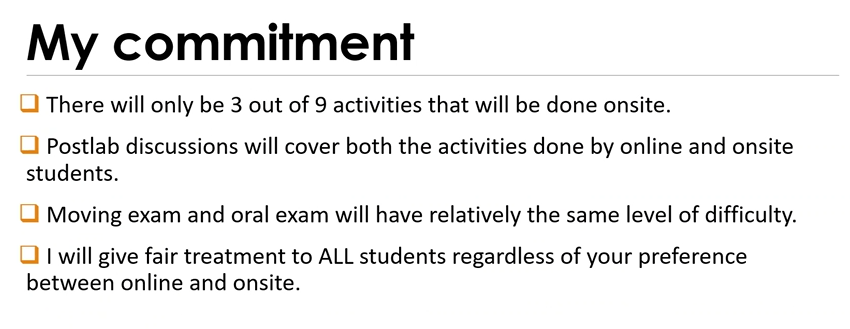 My commitment
❑ There will only be 3 out of 9 activities that will be done onsite.
❑ Postlab discussions will cover both the activities done by online and onsite
students.
❑ Moving exam and oral exam will have relatively the same level of difficulty.
❑ I will give fair treatment to ALL students regardless of your preference
between online and onsite.